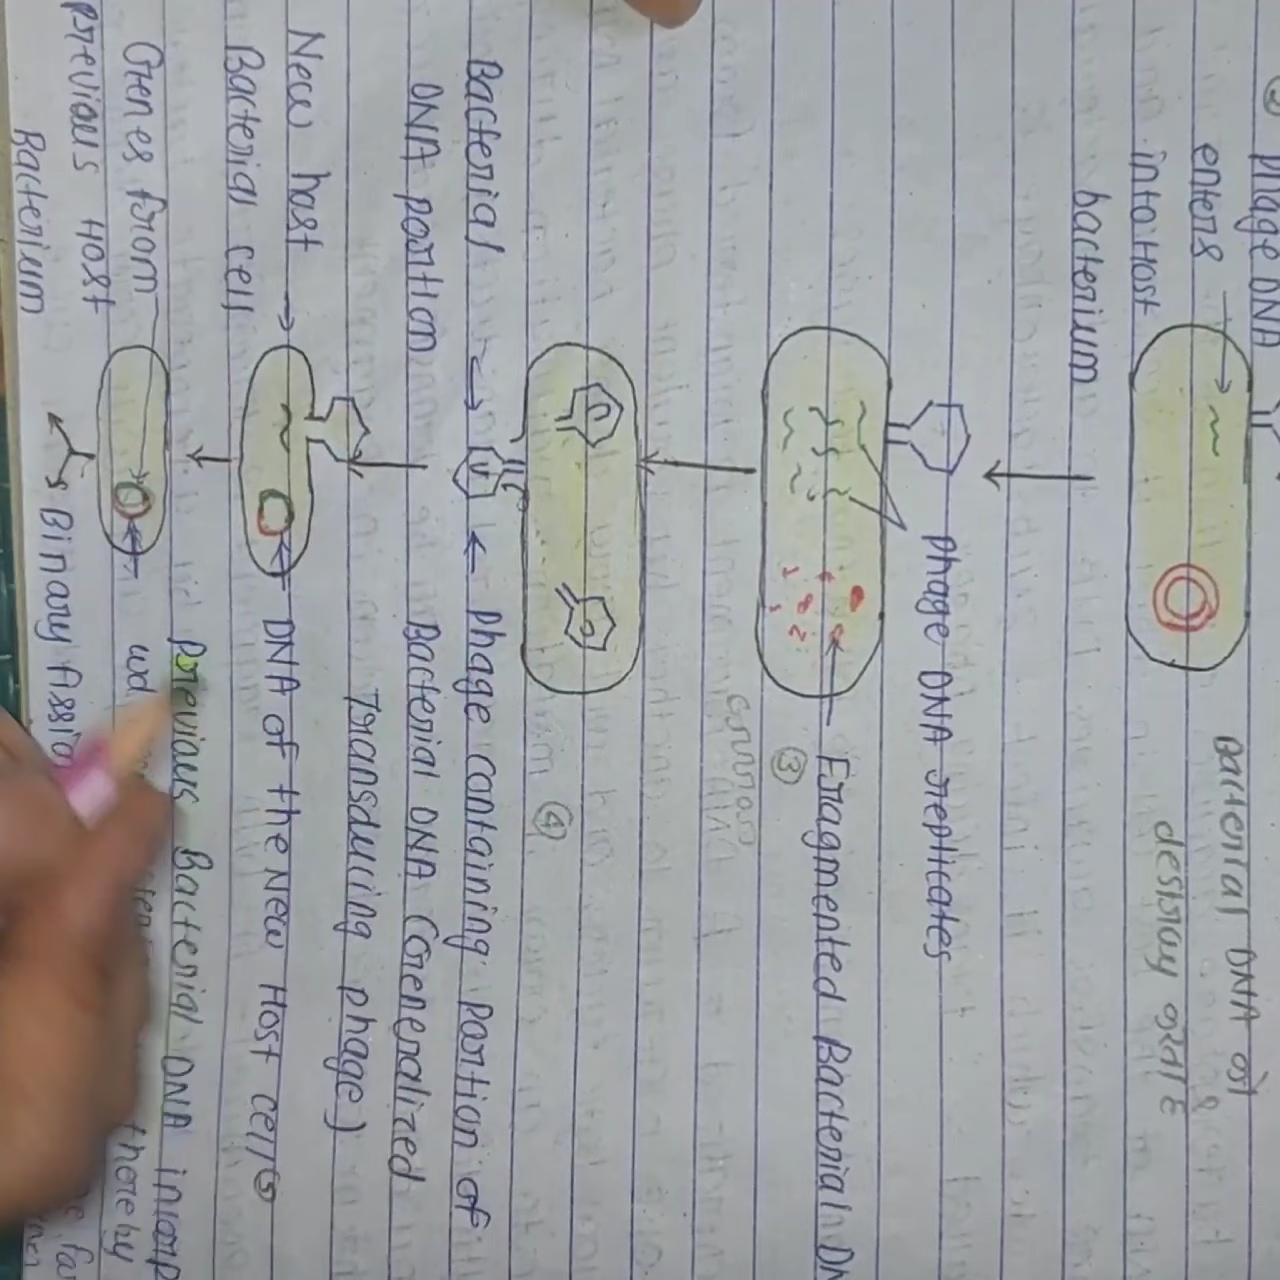 phage DNA
enters
into Host
bacterium
Bacterial DNA को
destroy करता है
phage DNA replicates
Fragmented Bacterial
③
④
Bacterial
DNA portion
phage containing portion of
Bacterial DNA (Generalized
Transducing phage)
New host
Bacterial cell
DNA of the New Host cell ⑤
Genes from
previous Host
Bacterium
previous Bacterial DNA
thereby
Binary